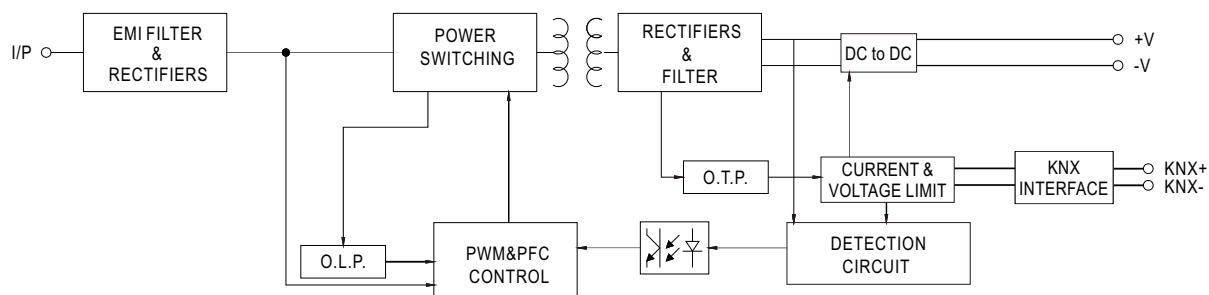 I/P
EMI FILTER
&
RECTIFIERS
POWER
SWITCHING
RECTIFIERS
&
FILTER
DC to DC
+V
-V
O.T.P.
CURRENT &
VOLTAGE LIMIT
KNX
INTERFACE
KNX+
KNX-
O.L.P.
PWM&PFC
CONTROL
DETECTION
CIRCUIT